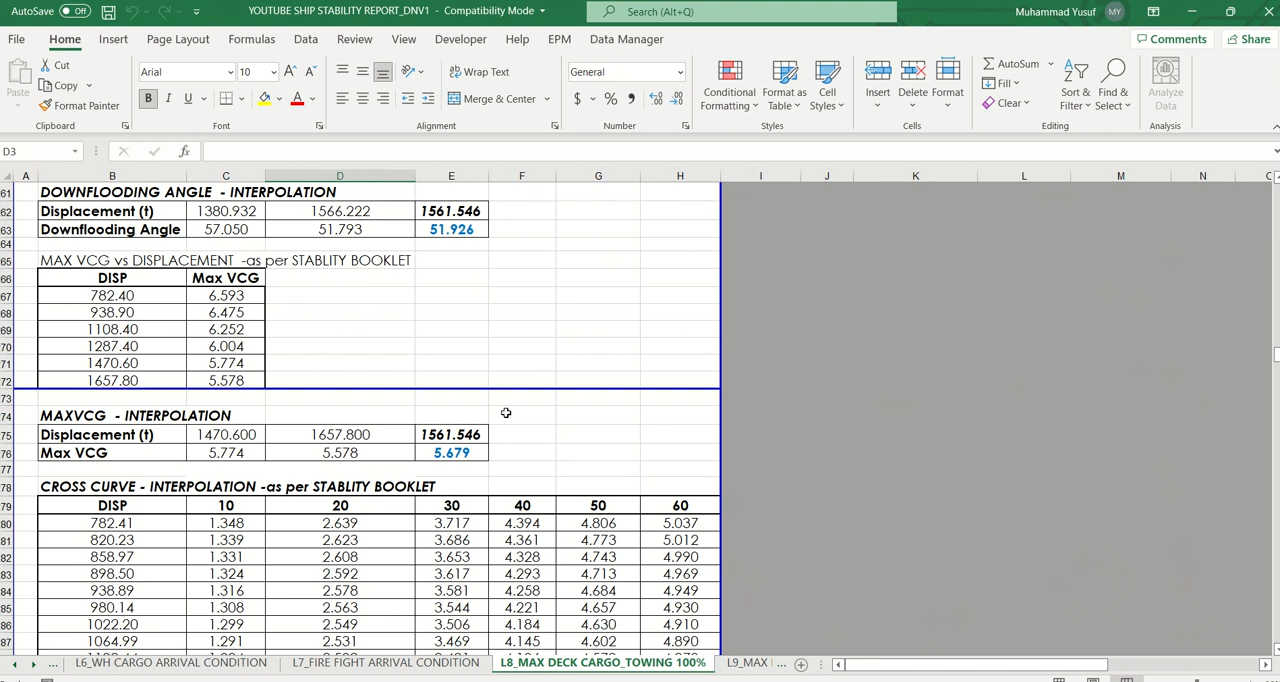 AutoSave Off YOUTUBE SHIP STABILITY REPORT_DNV1 - Compatibility Mode Search (Alt+Q) Muhammad Yusuf MY
File Home Insert Page Layout Formulas Data Review View Developer Help EPM Data Manager Comments Share
Paste Cut Copy Format Painter Clipboard
Arial 10 B I U A Font
Wrap Text Merge & Center Alignment
General $ % Number
Conditional Formatting Format as Table Cell Styles Styles
Insert Delete Format Cells
AutoSum Fill Clear Sort & Filter Find & Select Editing
Analyze Data Analysis
D3 fx
A B C D E F G H I J K L M N
61 DOWNFLOODING ANGLE - INTERPOLATION
62 Displacement (t) 1380.932 1566.222 1561.546
63 Downflooding Angle 57.050 51.793 51.926
64
65 MAX VCG vs DISPLACEMENT -as per STABLITY BOOKLET
66 DISP Max VCG
67 782.40 6.593
68 938.90 6.475
69 1108.40 6.252
70 1287.40 6.004
71 1470.60 5.774
72 1657.80 5.578
73
74 MAXVCG - INTERPOLATION
75 Displacement (t) 1470.600 1657.800 1561.546
76 Max VCG 5.774 5.578 5.679
77
78 CROSS CURVE - INTERPOLATION -as per STABLITY BOOKLET
79 DISP 10 20 30 40 50 60
80 782.41 1.348 2.639 3.717 4.394 4.806 5.037
81 820.23 1.339 2.623 3.686 4.361 4.773 5.012
82 858.97 1.331 2.608 3.653 4.328 4.743 4.990
83 898.50 1.324 2.592 3.617 4.293 4.713 4.969
84 938.89 1.316 2.578 3.581 4.258 4.684 4.949
85 980.14 1.308 2.563 3.544 4.221 4.657 4.930
86 1022.20 1.299 2.549 3.506 4.184 4.630 4.910
87 1064.99 1.291 2.531 3.469 4.145 4.602 4.890
... L6_WH CARGO ARRIVAL CONDITION L7_FIRE FIGHT ARRIVAL CONDITION L8_MAX DECK CARGO_TOWING 100% L9_MAX ...